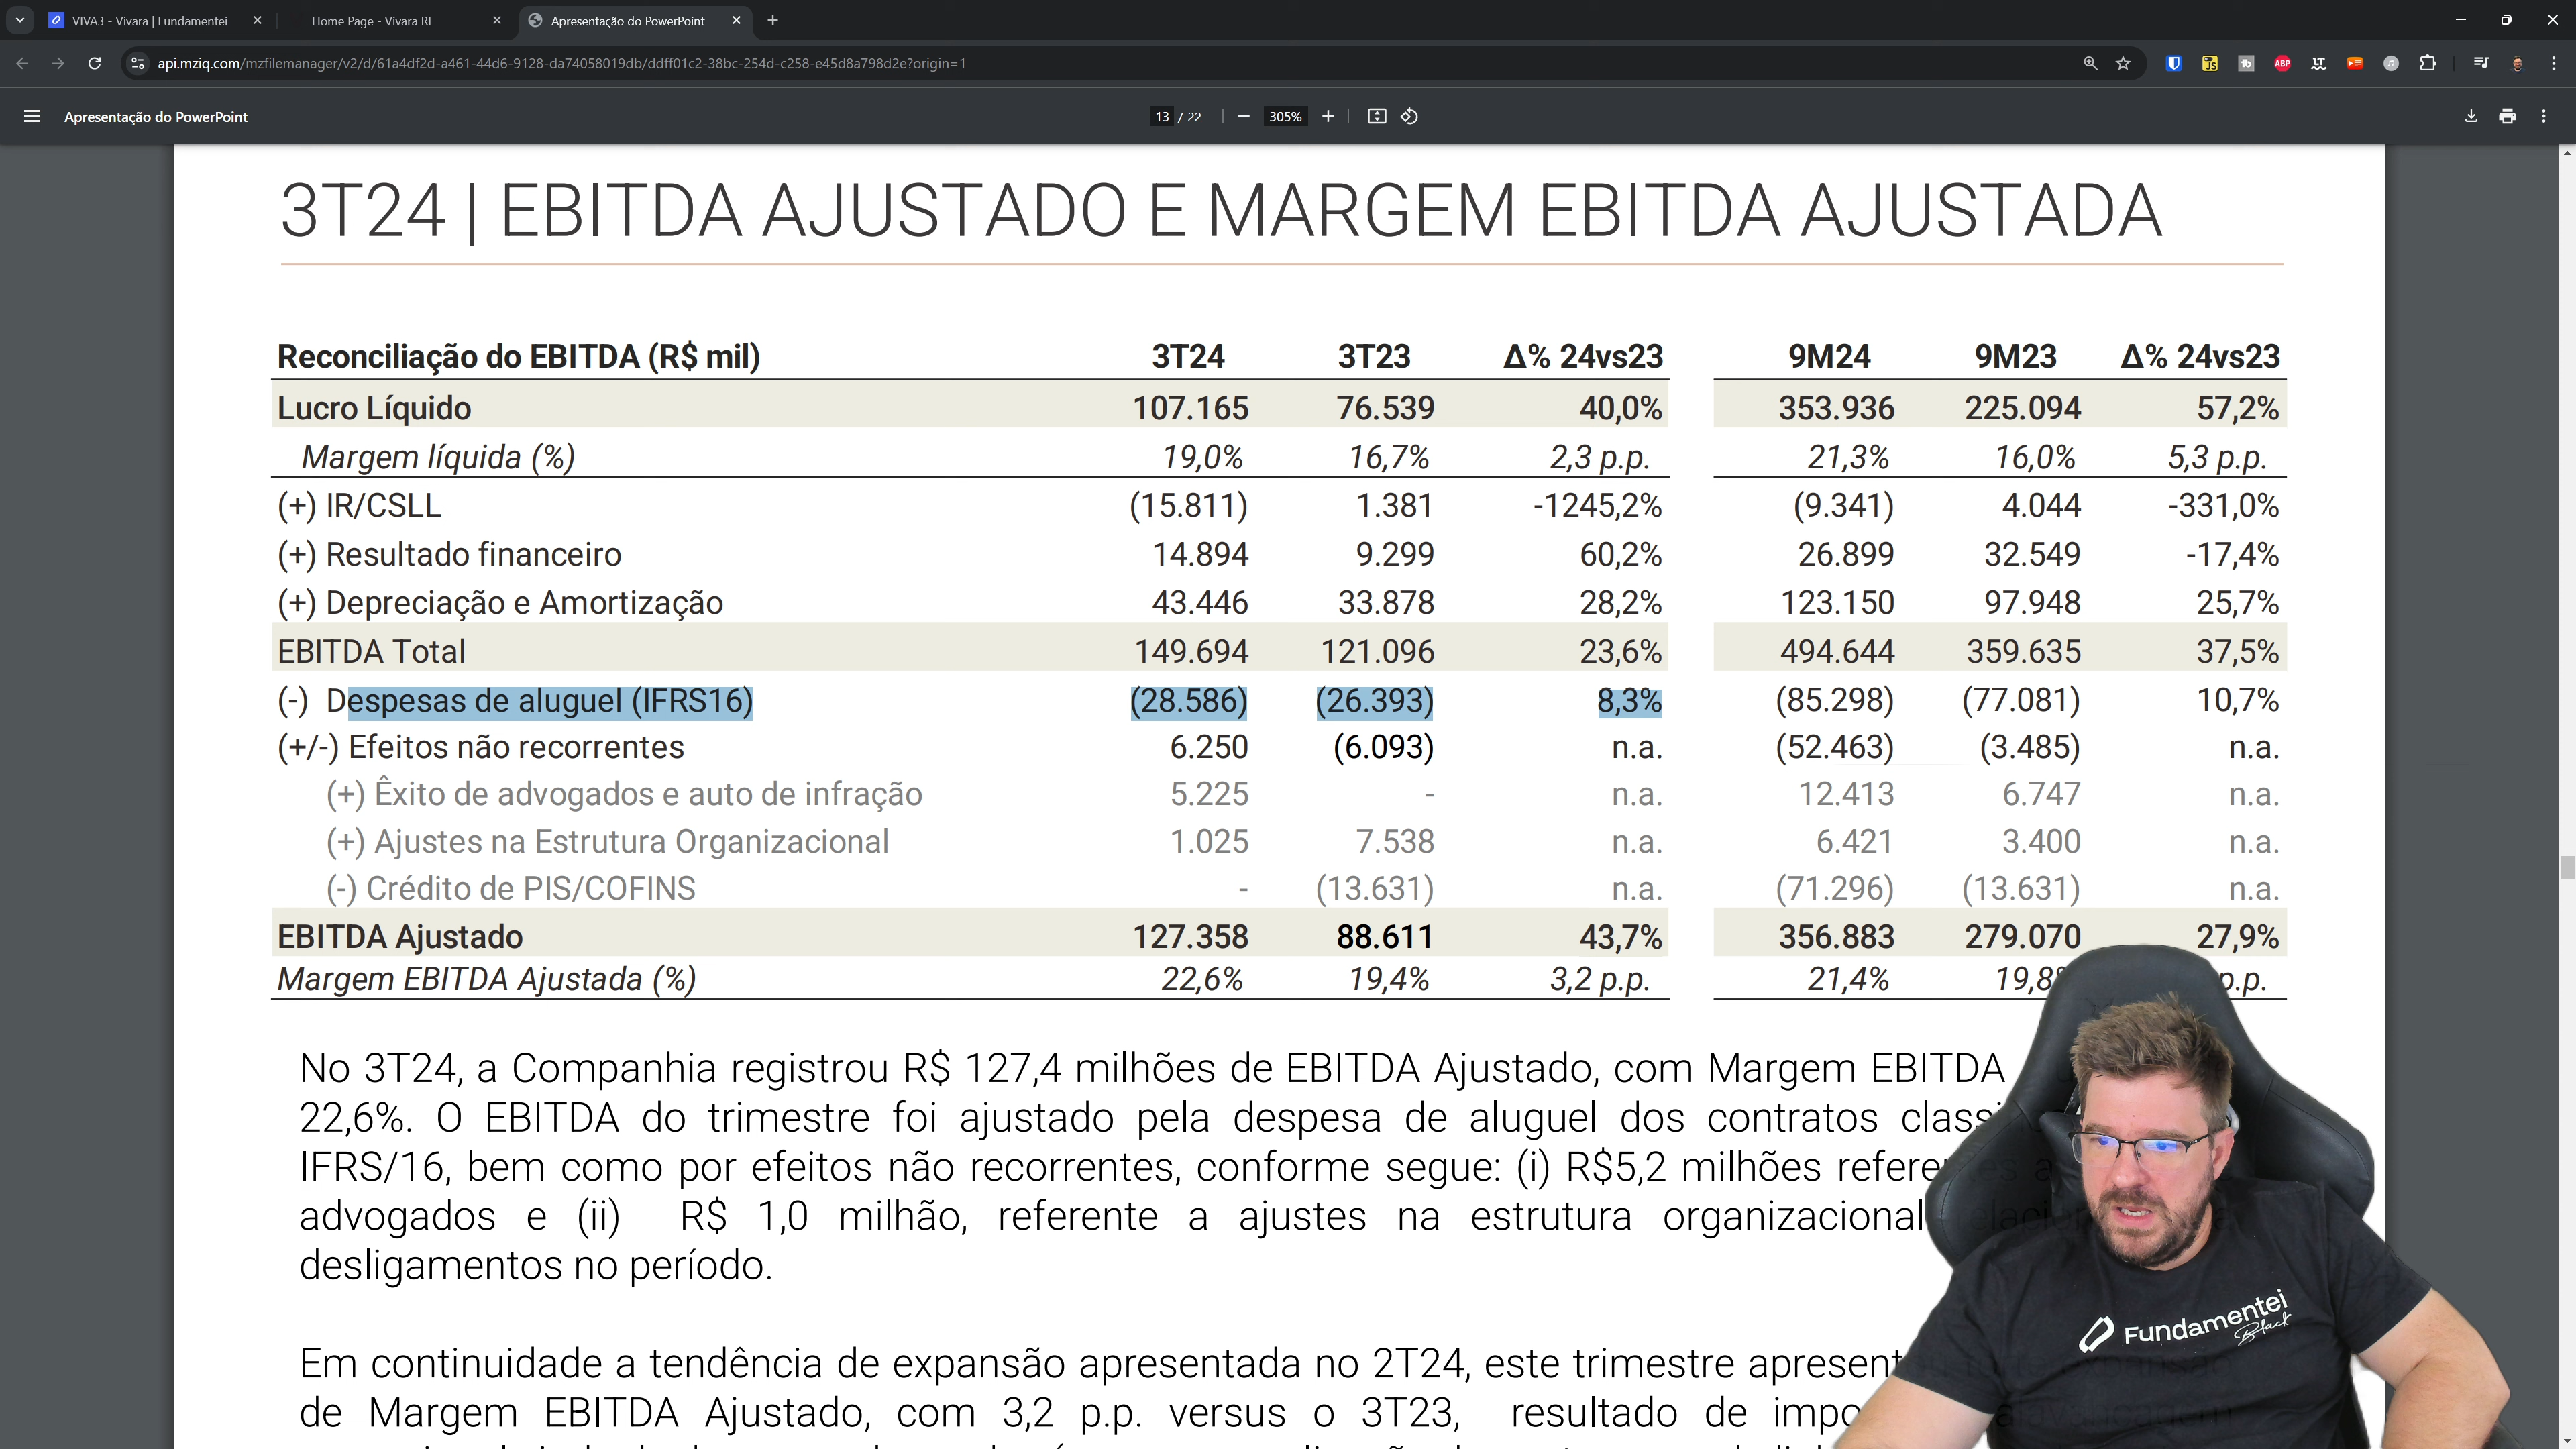 VIVA3 - Vivara | Fundamentei
Home Page - Vivara RI
Apresentação do PowerPoint
api.mziq.com/mzfilemanager/v2/d/61a4df2d-a461-44d6-9128-da74058019db/ddff01c2-38bc-254d-c258-e45d8a798d2e?origin=1
Apresentação do PowerPoint
13 / 22
305%
3T24 | EBITDA AJUSTADO E MARGEM EBITDA AJUSTADA
Reconciliação do EBITDA (R$ mil) 3T24 3T23 Δ% 24vs23 9M24 9M23 Δ% 24vs23
Lucro Líquido 107.165 76.539 40,0% 353.936 225.094 57,2%
Margem líquida (%) 19,0% 16,7% 2,3 p.p. 21,3% 16,0% 5,3 p.p.
(+) IR/CSLL (15.811) 1.381 -1245,2% (9.341) 4.044 -331,0%
(+) Resultado financeiro 14.894 9.299 60,2% 26.899 32.549 -17,4%
(+) Depreciação e Amortização 43.446 33.878 28,2% 123.150 97.948 25,7%
EBITDA Total 149.694 121.096 23,6% 494.644 359.635 37,5%
(-) Despesas de aluguel (IFRS16) (28.586) (26.393) 8,3% (85.298) (77.081) 10,7%
(+/-) Efeitos não recorrentes 6.250 (6.093) n.a. (52.463) (3.485) n.a.
(+) Êxito de advogados e auto de infração 5.225 - n.a. 12.413 6.747 n.a.
(+) Ajustes na Estrutura Organizacional 1.025 7.538 n.a. 6.421 3.400 n.a.
(-) Crédito de PIS/COFINS - (13.631) n.a. (71.296) (13.631) n.a.
EBITDA Ajustado 127.358 88.611 43,7% 356.883 279.070 27,9%
Margem EBITDA Ajustada (%) 22,6% 19,4% 3,2 p.p. 21,4% 19,8% p.p.
No 3T24, a Companhia registrou R$ 127,4 milhões de EBITDA Ajustado, com Margem EBITDA
22,6%. O EBITDA do trimestre foi ajustado pela despesa de aluguel dos contratos
IFRS/16, bem como por efeitos não recorrentes, conforme segue: (i) R$5,2 milhões
advogados e (ii) R$ 1,0 milhão, referente a ajustes na estrutura organizacional
desligamentos no período.
Em continuidade a tendência de expansão apresentada no 2T24, este trimestre
de Margem EBITDA Ajustado, com 3,2 p.p. versus o 3T23, resultado de
Fundamentei
Black